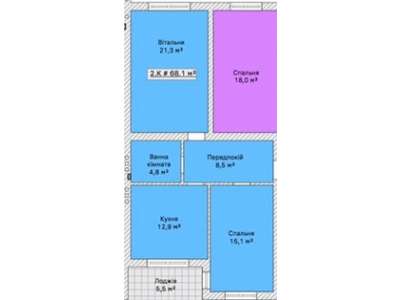 Вітальня
21,3 м²
2.К # 68.1 м²
Спальня
18,0 м²
Ванна
кімната
4,8 м²
Передпокій
8,5 м²
Кухня
12,9 м²
Спальня
15,1 м²
Лоджія
5,5 м²